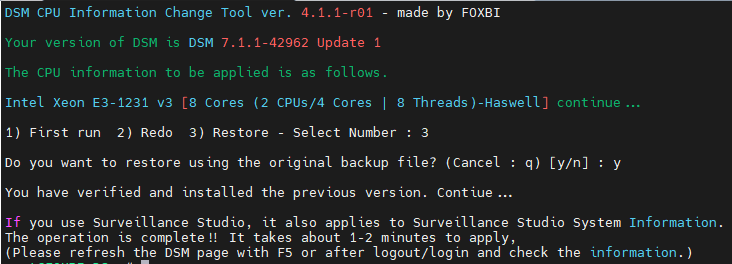 DSM CPU Information Change Tool ver. 4.1.1-r01 - made by FOXBI
Your version of DSM is DSM 7.1.1-42962 Update 1
The CPU information to be applied is as follows.
Intel Xeon E3-1231 v3 [8 Cores (2 CPUs/4 Cores | 8 Threads)-Haswell] continue...
1) First run  2) Redo  3) Restore - Select Number : 3
Do you want to restore using the original backup file? (Cancel : q) [y/n] : y
You have verified and installed the previous version. Contiue...
If you use Surveillance Studio, it also applies to Surveillance Studio System Information.
The operation is complete!! It takes about 1-2 minutes to apply,
(Please refresh the DSM page with F5 or after logout/login and check the information.)